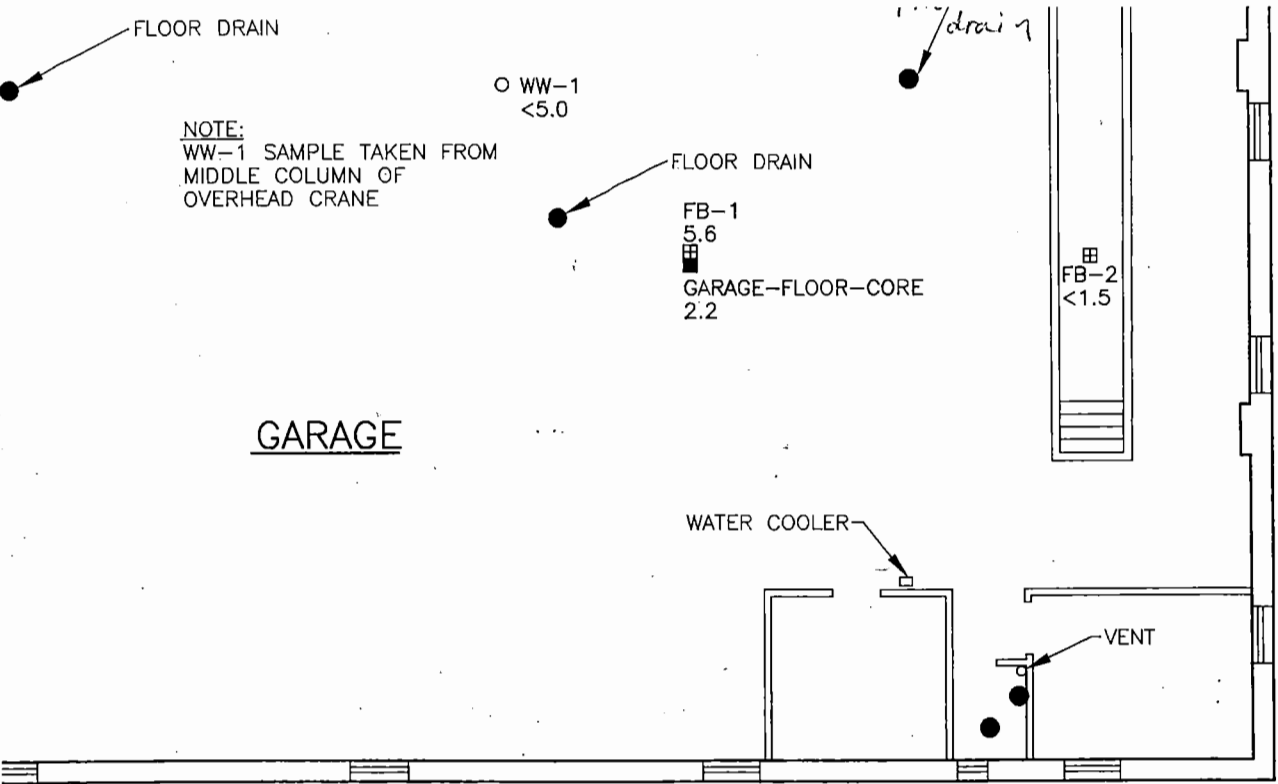 FLOOR DRAIN
drain
WW-1
<5.0
NOTE:
WW-1 SAMPLE TAKEN FROM
MIDDLE COLUMN OF
OVERHEAD CRANE
FLOOR DRAIN
FB-1
5.6
GARAGE-FLOOR-CORE
2.2
FB-2
<1.5
GARAGE
WATER COOLER
VENT